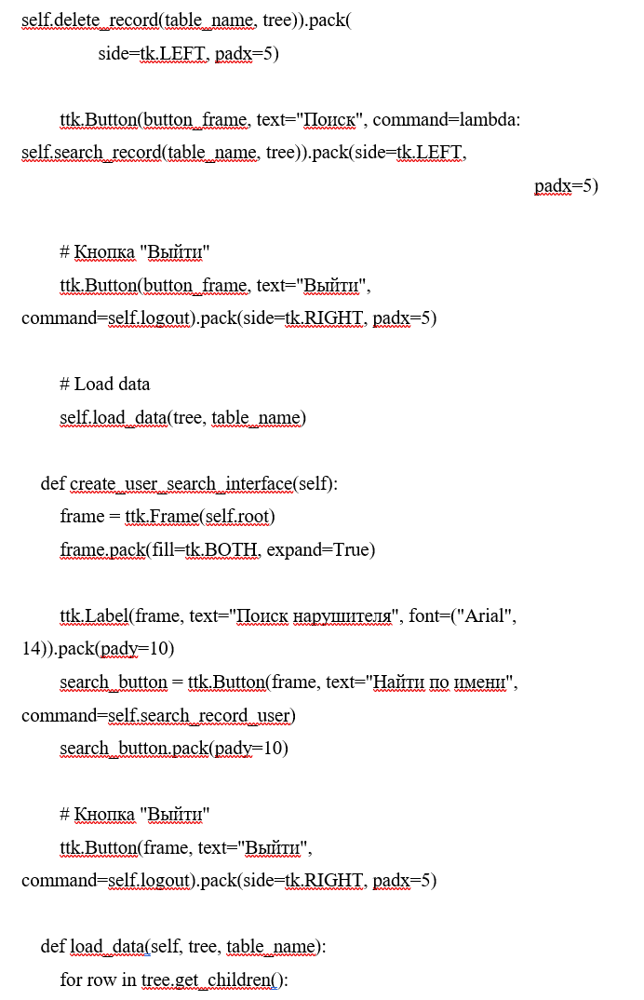 self.delete_record(table_name, tree)).pack(
side=tk.LEFT, padx=5)
ttk.Button(button_frame, text="Поиск", command=lambda:
self.search_record(table_name, tree)).pack(side=tk.LEFT,
padx=5)
# Кнопка "Выйти"
ttk.Button(button_frame, text="Выйти",
command=self.logout).pack(side=tk.RIGHT, padx=5)
# Load data
self.load_data(tree, table_name)
def create_user_search_interface(self):
frame = ttk.Frame(self.root)
frame.pack(fill=tk.BOTH, expand=True)
ttk.Label(frame, text="Поиск нарушителя", font=("Arial",
14)).pack(pady=10)
search_button = ttk.Button(frame, text="Найти по имени",
command=self.search_record_user)
search_button.pack(pady=10)
# Кнопка "Выйти"
ttk.Button(frame, text="Выйти",
command=self.logout).pack(side=tk.RIGHT, padx=5)
def load_data(self, tree, table_name):
for row in tree.get_children():